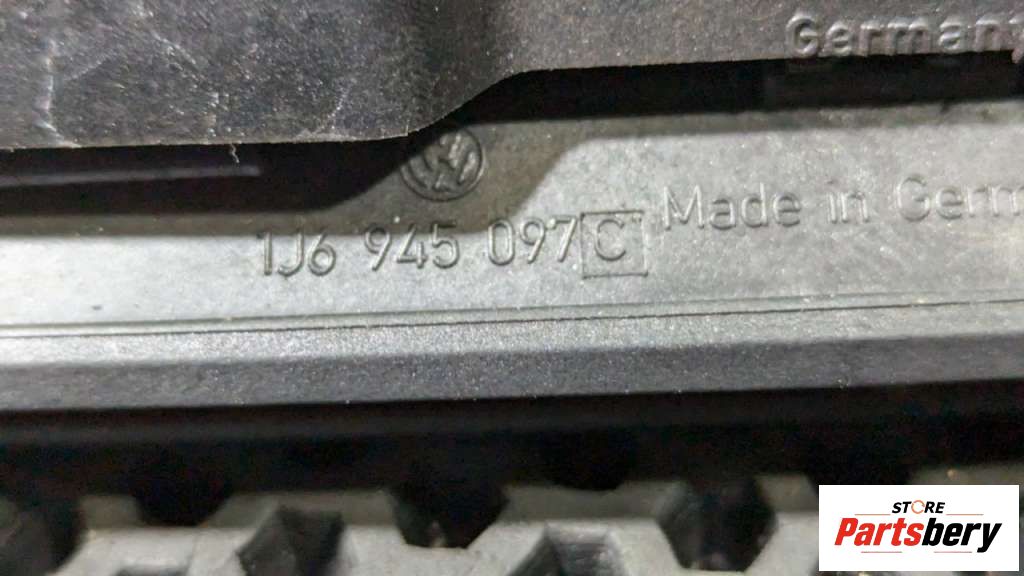 Germany
1J6 945 097 C
Made in Germ
STORE
Partsbery